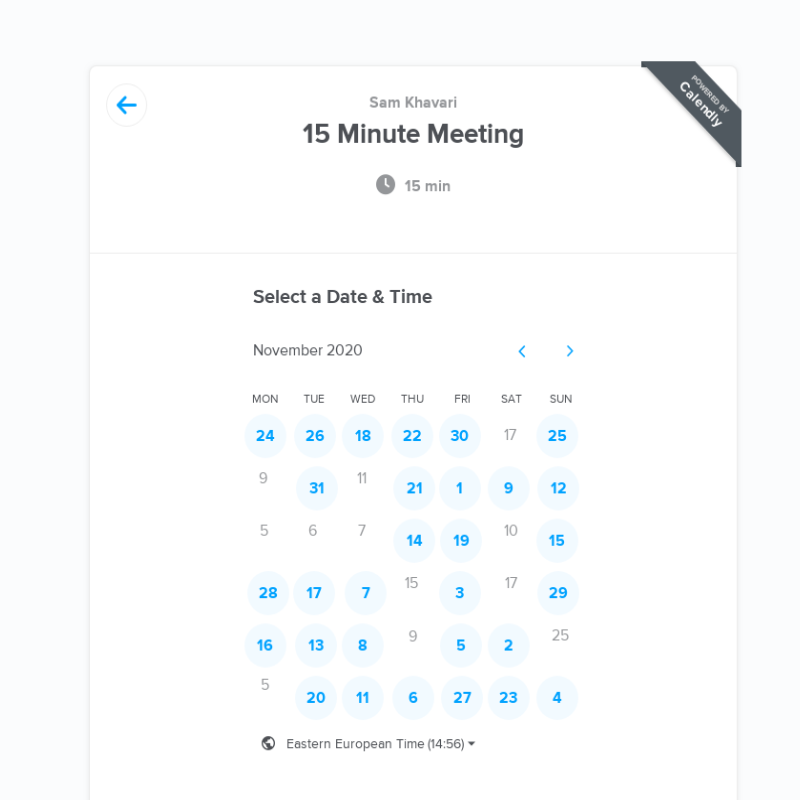 POWERED BY
Calendly
Sam Khavari
15 Minute Meeting
15 min
Select a Date & Time
November 2020
MON TUE WED THU FRI SAT SUN
24 26 18 22 30 17 25
9 31 11 21 1 9 12
5 6 7 14 19 10 15
28 17 7 15 3 17 29
16 13 8 9 5 2 25
5 20 11 6 27 23 4
Eastern European Time (14:56)